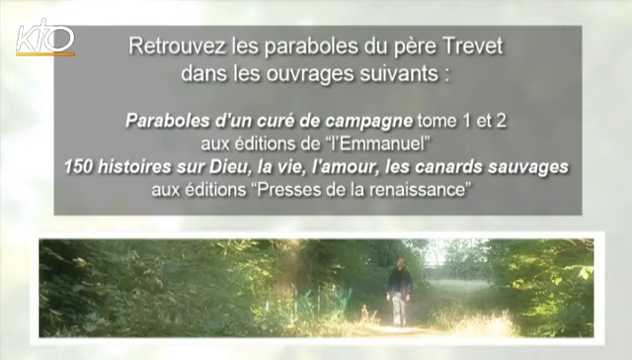 KTO
Retrouvez les paraboles du père Trevet
dans les ouvrages suivants :
Paraboles d'un curé de campagne tome 1 et 2
aux éditions de “l'Emmanuel”
150 histoires sur Dieu, la vie, l'amour, les canards sauvages
aux éditions “Presses de la renaissance”